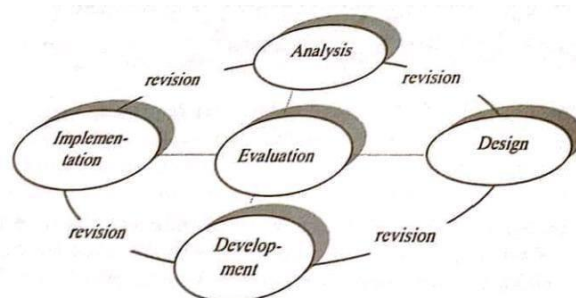 Analysis
revision
revision
Implemen-
tation
Evaluation
Design
revision
revision
Develop-
ment